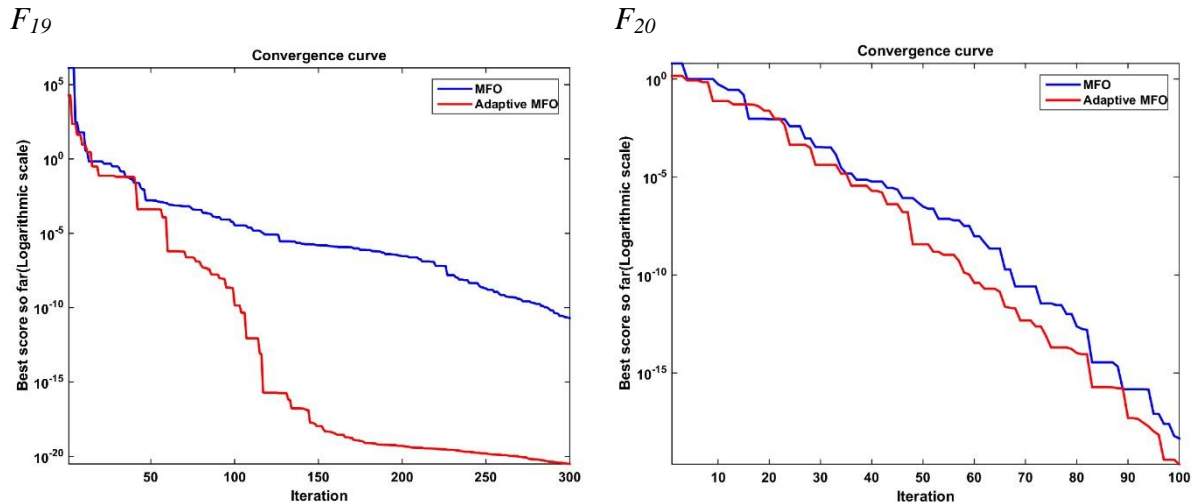 F19
Convergence curve
MFO
Adaptive MFO
Best score so far(Logarithmic scale)
10^5
10^0
10^-5
10^-10
10^-15
10^-20
50 100 150 200 250 300
Iteration
F20
Convergence curve
MFO
Adaptive MFO
Best score so far(Logarithmic scale)
10^0
10^-5
10^-10
10^-15
10 20 30 40 50 60 70 80 90 100
Iteration